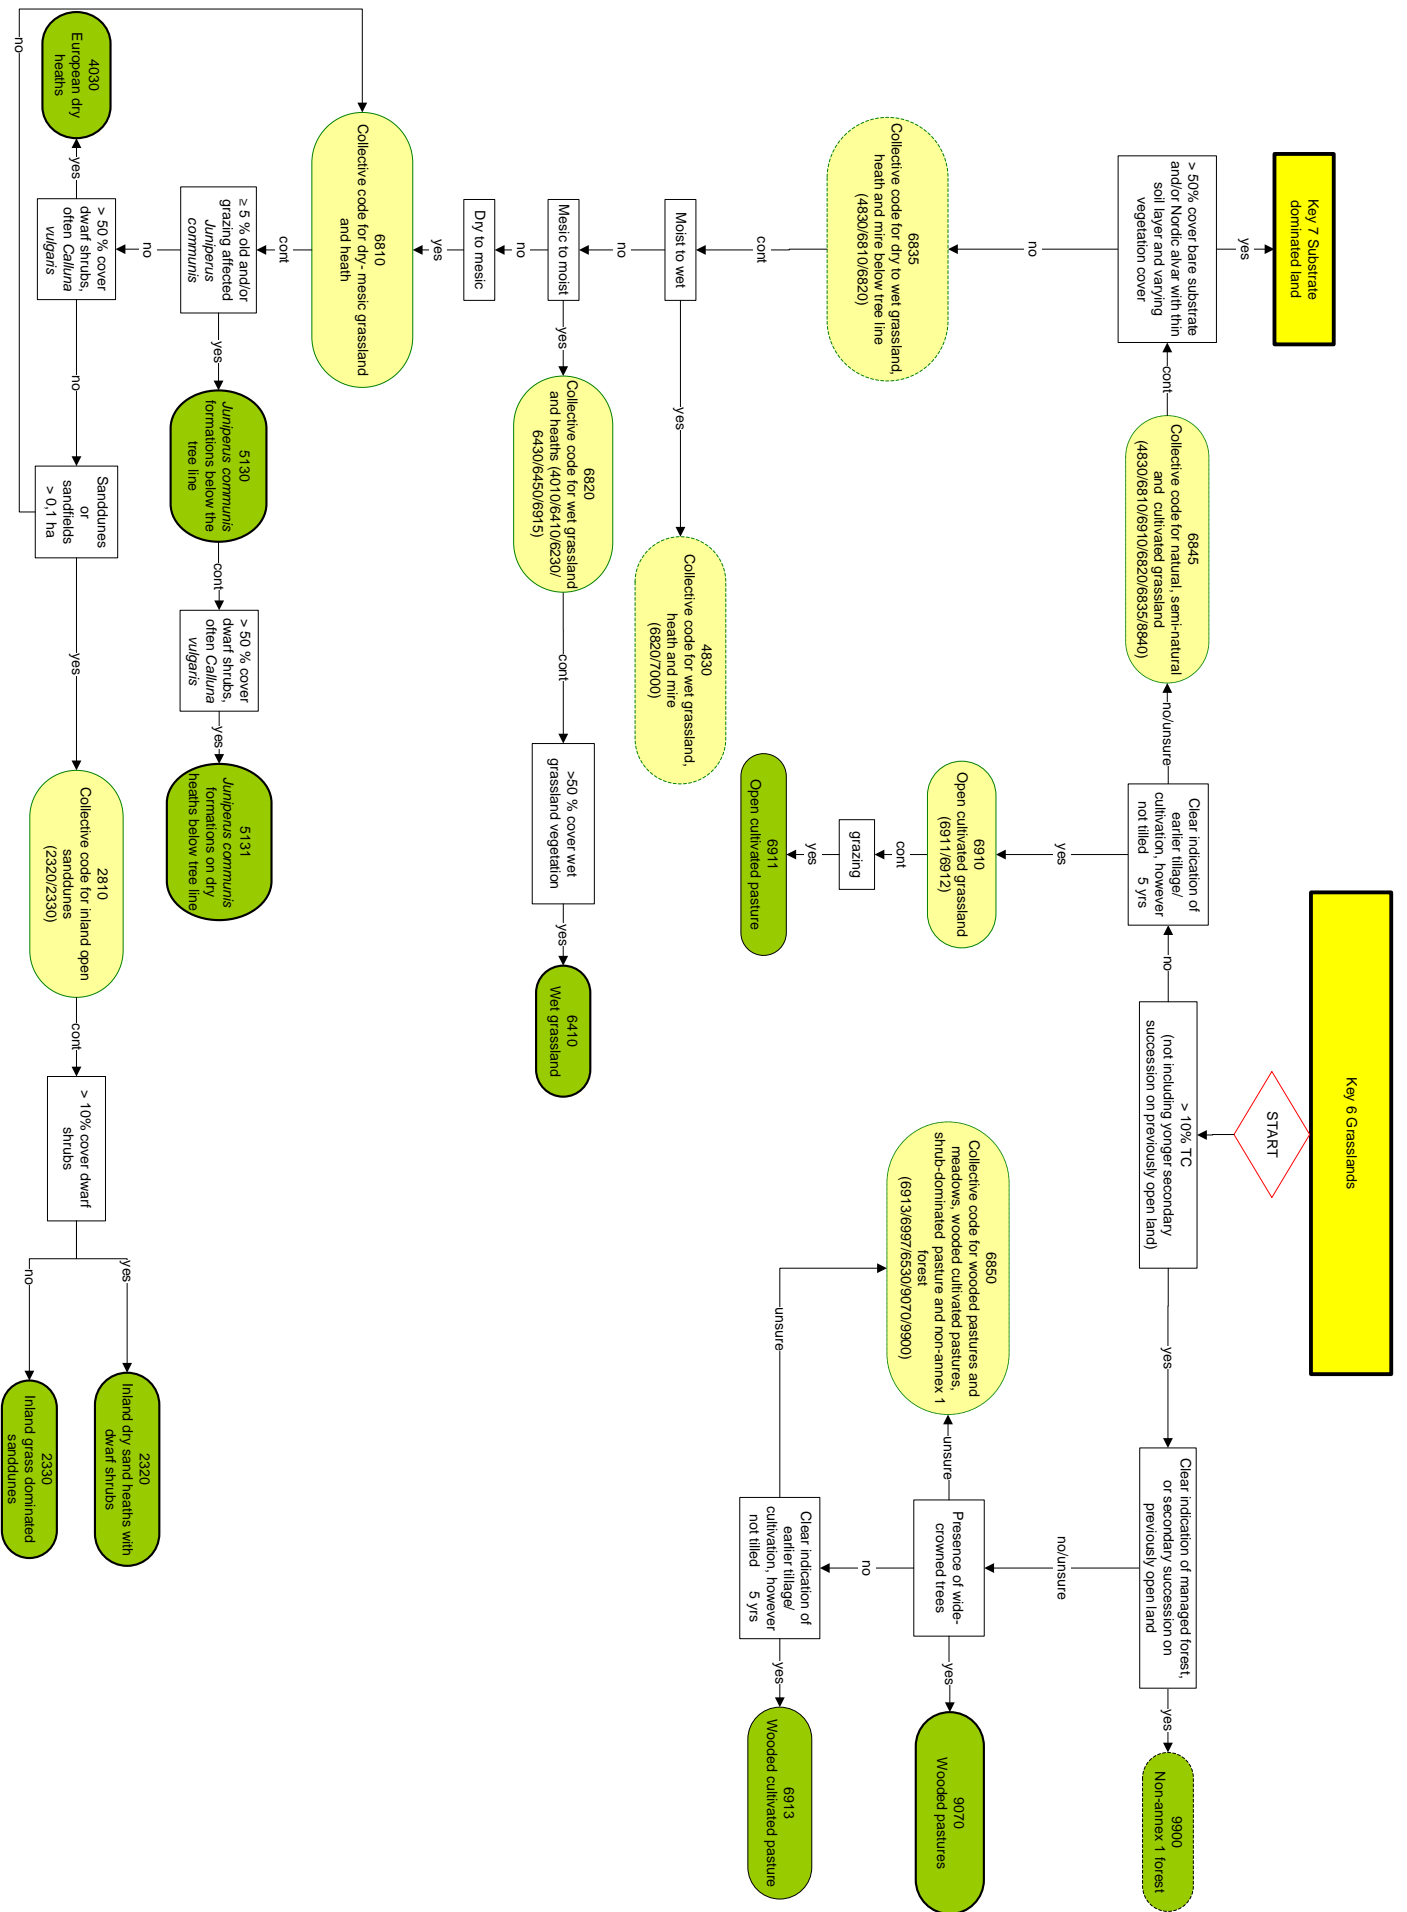 Key 6 Grasslands
START
> 10% TC
(not including yonger secondary
succession on previously open land)
no
yes
Clear indication of managed forest,
or secondary succession on
previously open land
yes
9900
Non-annex 1 forest
no/unsure
Presence of wide-
crowned trees
yes
9070
Wooded pastures
unsure
no
Clear indication of
earlier tillage/
cultivation, however
not tilled 5 yrs
yes
6913
Wooded cultivated pasture
unsure
6850
Collective code for wooded pastures and
meadows, wooded cultivated pastures,
shrub-dominated pasture and non-annex 1
forest
(6913/6997/6530/9070/9900)
Clear indication of
earlier tillage/
cultivation, however
not tilled 5 yrs
yes
6910
Open cultivated grassland
(6911/6912)
cont
grazing
yes
6911
Open cultivated pasture
no/unsure
6845
Collective code for natural, semi-natural
and cultivated grassland
(4830/6810/6910/6820/6835/8840)
cont
> 50% cover bare substrate
and/or Nordic alvar with thin
soil layer and varying
vegetation cover
yes
Key 7 Substrate
dominated land
no
6835
Collective code for dry to wet grassland,
heath and mire below tree line
(4830/6810/6820)
cont
Moist to wet
yes
4830
Collective code for wet grassland,
heath and mire
(6820/7000)
no
Mesic to moist
yes
6820
Collective code for wet grassland
and heaths (4010/6410/6230/
6430/6450/6915)
cont
>50 % cover wet
grassland vegetation
yes
6410
Wet grassland
no
Dry to mesic
yes
6810
Collective code for dry- mesic grassland
and heath
cont
≥ 5 % old and/or
grazing affected
Juniperus
communis
yes
5130
Juniperus communis
formations below the
tree line
cont
> 50 % cover
dwarf shrubs,
often Calluna
vulgaris
yes
5131
Juniperus communis
formations on dry
heaths below tree line
no
> 50 % cover
dwarf shrubs,
often Calluna
vulgaris
yes
4030
European dry
heaths
no
Sanddunes
or
sandfields
> 0,1 ha
no
yes
2810
Collective code for inland open
sanddunes
(2320/2330)
cont
> 10% cover dwarf
shrubs
yes
2320
Inland dry sand heaths with
dwarf shrubs
no
2330
Inland grass dominated
sanddunes